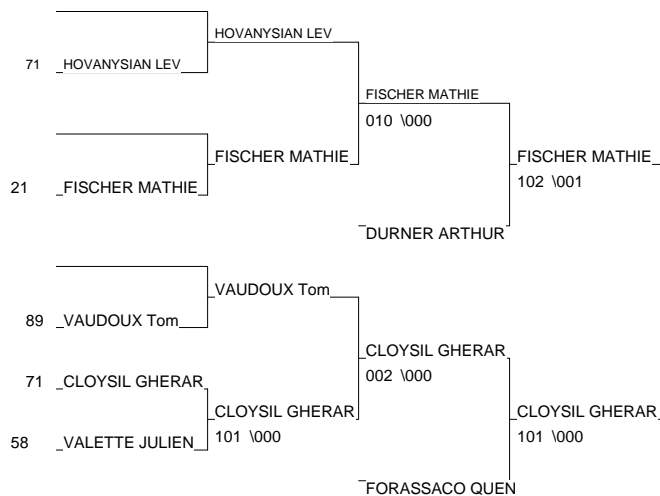 HOVANYSIAN LEV
71 HOVANYSIAN LEV
FISCHER MATHIE
010 \000
FISCHER MATHIE
FISCHER MATHIE
21 FISCHER MATHIE
102 \001
DURNER ARTHUR
VAUDOUX Tom
89 VAUDOUX Tom
CLOYSIL GHERAR
002 \000
71 CLOYSIL GHERAR
CLOYSIL GHERAR
101 \000
CLOYSIL GHERAR
101 \000
58 VALETTE JULIEN
FORASSACO QUEN